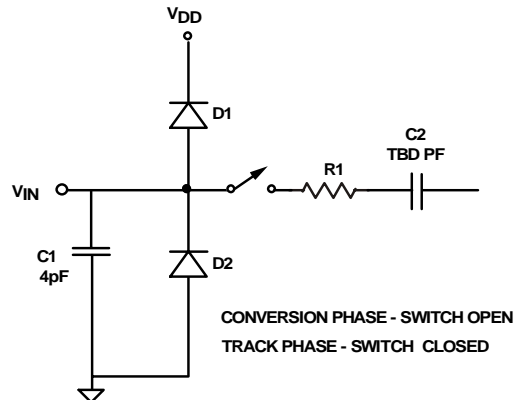 VDD
D1
C2
TBD PF
R1
VIN
C1
4pF
D2
CONVERSION PHASE - SWITCH OPEN
TRACK PHASE - SWITCH CLOSED